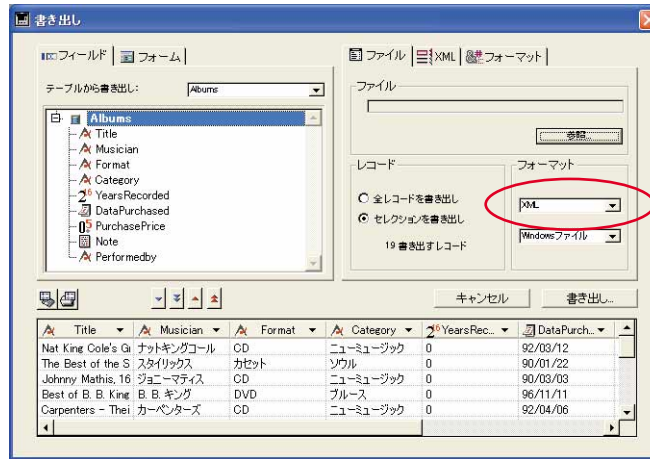 書き出し
フィールド フォーム
テーブルから書き出し: Albums
Albums
Title
Musician
Format
Category
YearsRecorded
DataPurchased
PurchasePrice
Note
Performedby
ファイル XML フォーマット
ファイル
参照...
レコード
全レコードを書き出し
セレクションを書き出し
19 書き出すレコード
フォーマット
XML
Windowsファイル
キャンセル 書き出し...
Title Musician Format Category YearsRec... DataPurch...
Nat King Cole's Gr ナットキングコール CD ニューミュージック 0 92/03/12
The Best of the S スタイリックス カセット ソウル 0 90/01/22
Johnny Mathis, 16 ジョニーマティス CD ニューミュージック 0 90/03/03
Best of B. B. King B. B. キング DVD ブルース 0 96/11/11
Carpenters - Thei カーペンターズ CD ニューミュージック 0 92/04/06